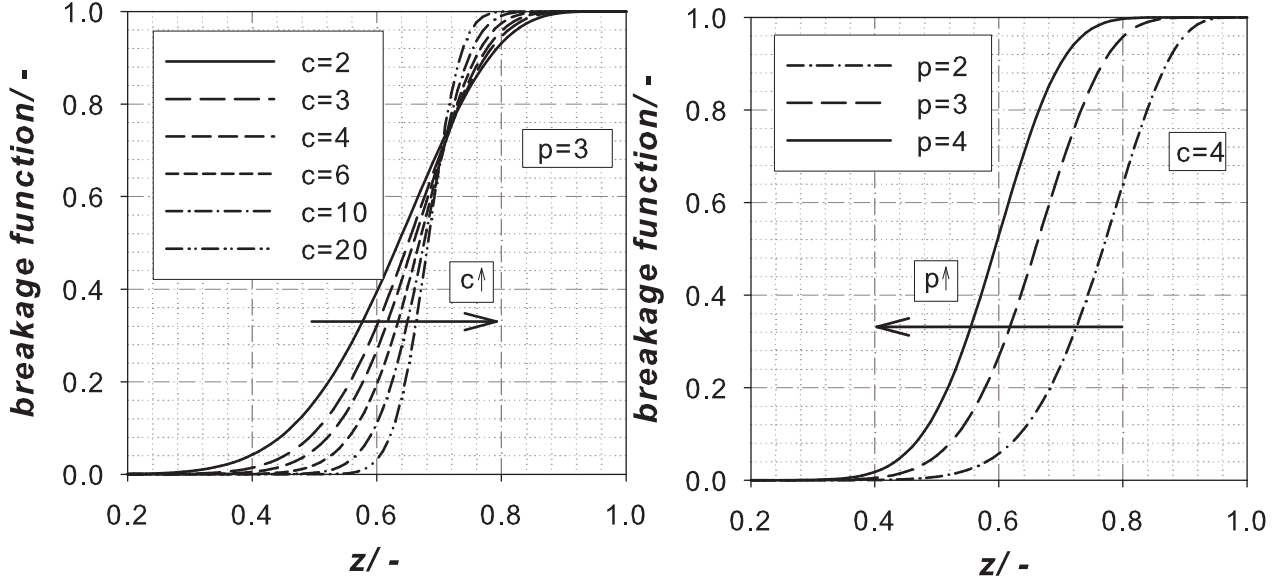 1.0
0.8
0.6
0.4
0.2
0.0
breakage function/ -
c=2
c=3
c=4
c=6
c=10
c=20
p=3
c↑
0.2 0.4 0.6 0.8 1.0
z/ -
1.0
0.8
0.6
0.4
0.2
0.0
breakage function/ -
p=2
p=3
p=4
c=4
p↑
0.2 0.4 0.6 0.8 1.0
z/ -